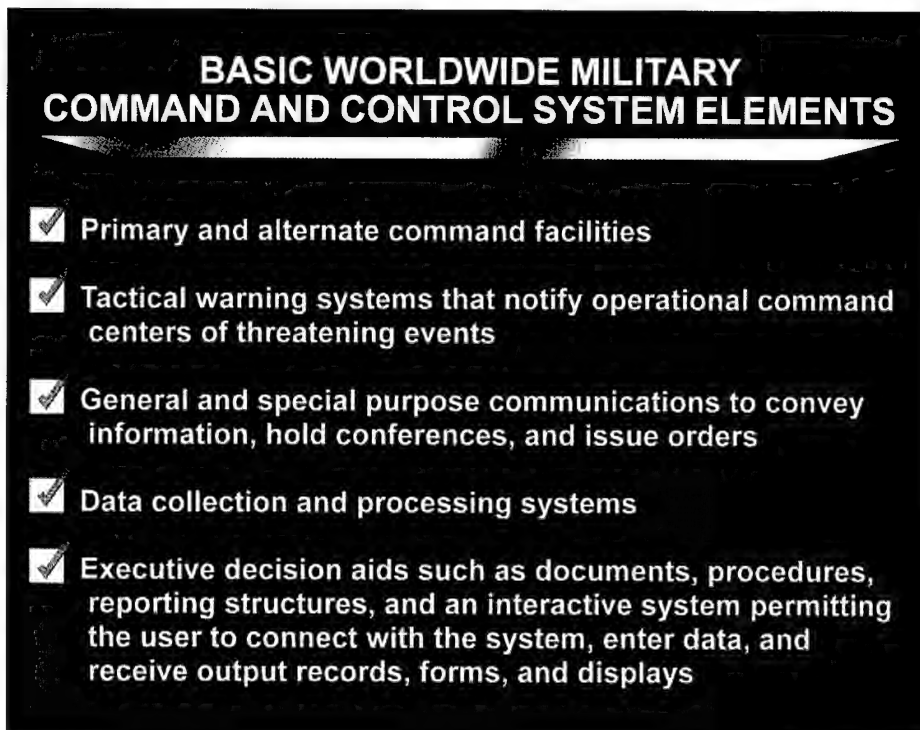 BASIC WORLDWIDE MILITARY
COMMAND AND CONTROL SYSTEM ELEMENTS
Primary and alternate command facilities
Tactical warning systems that notify operational command
centers of threatening events
General and special purpose communications to convey
information, hold conferences, and issue orders
Data collection and processing systems
Executive decision aids such as documents, procedures,
reporting structures, and an interactive system permitting
the user to connect with the system, enter data, and
receive output records, forms, and displays